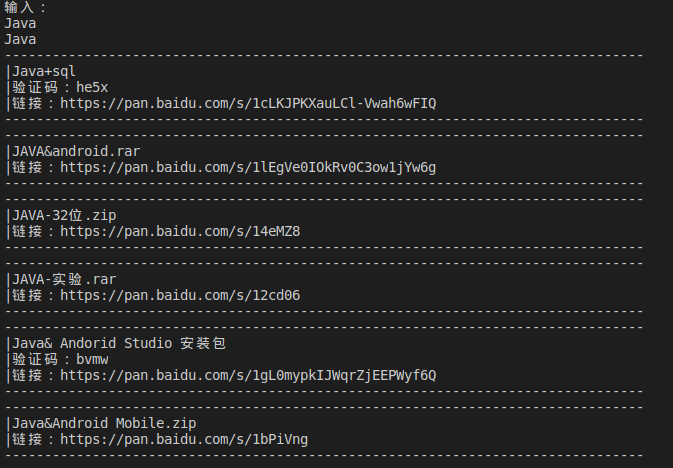 输入：
Java
Java
--------------------------------------------------------------------------------
|Java+sql
|验证码：he5x
|链接：https://pan.baidu.com/s/1cLKJPKXauLCl-Vwah6wFIQ
--------------------------------------------------------------------------------
--------------------------------------------------------------------------------
|JAVA&android.rar
|链接：https://pan.baidu.com/s/1lEgVe0IOkRv0C3ow1jYw6g
--------------------------------------------------------------------------------
--------------------------------------------------------------------------------
|JAVA-32位.zip
|链接：https://pan.baidu.com/s/14eMZ8
--------------------------------------------------------------------------------
--------------------------------------------------------------------------------
|JAVA-实验.rar
|链接：https://pan.baidu.com/s/12cd06
--------------------------------------------------------------------------------
--------------------------------------------------------------------------------
|Java& Andorid Studio 安装包
|验证码：bvmw
|链接：https://pan.baidu.com/s/1gL0mypkIJWqrZjEEPWyf6Q
--------------------------------------------------------------------------------
--------------------------------------------------------------------------------
|Java&Android Mobile.zip
|链接：https://pan.baidu.com/s/1bPiVng
--------------------------------------------------------------------------------